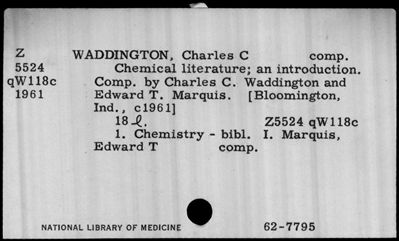 Z WADDINGTON, Charles C comp.
5524 Chemical literature; an introduction.
qW118c Comp. by Charles C. Waddington and
1961 Edward T. Marquis. [Bloomington,
Ind., c1961]
18 l. Z5524 qW118c
1. Chemistry - bibl. I. Marquis,
Edward T comp.
NATIONAL LIBRARY OF MEDICINE 62-7795